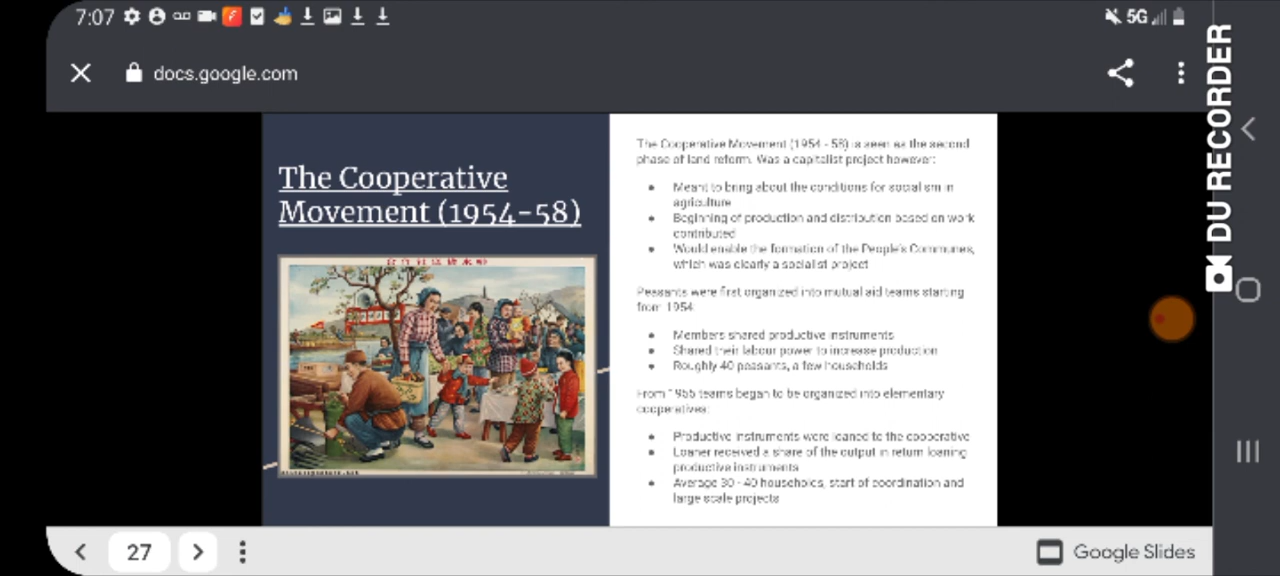 7:07
5G
docs.google.com
DU RECORDER
The Cooperative
Movement (1954-58)
The Cooperative Movement (1954 - 58) is seen as the second
phase of land reform. Was a capitalist project however:
Meant to bring about the conditions for socialism in
agriculture
Beginning of production and distribution based on work
contributed
Would enable the formation of the People's Communes,
which was clearly a socialist project
Peasants were first organized into mutual aid teams starting
from 1954:
Members shared productive instruments
Shared their labour power to increase production
Roughly 40 peasants, a few households
From 1955 teams began to be organized into elementary
cooperatives:
Productive instruments were loaned to the cooperative
Loaner received a share of the output in return loaning
productive instruments
Average 30 - 40 households, start of coordination and
large scale projects
27
Google Slides